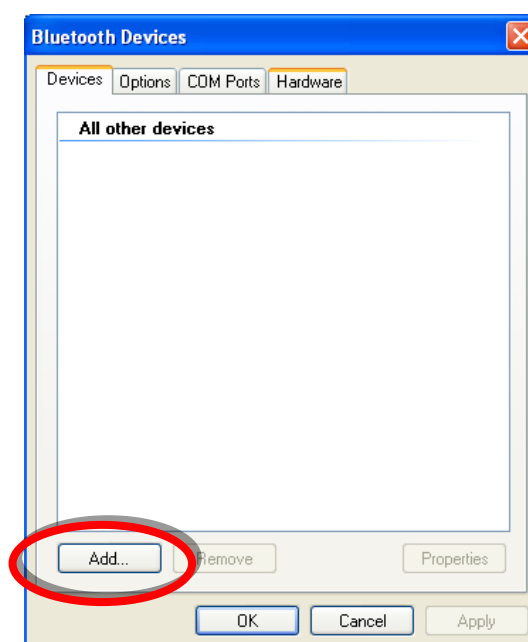 Bluetooth Devices
Devices Options COM Ports Hardware
All other devices
Add... Remove Properties
OK Cancel Apply